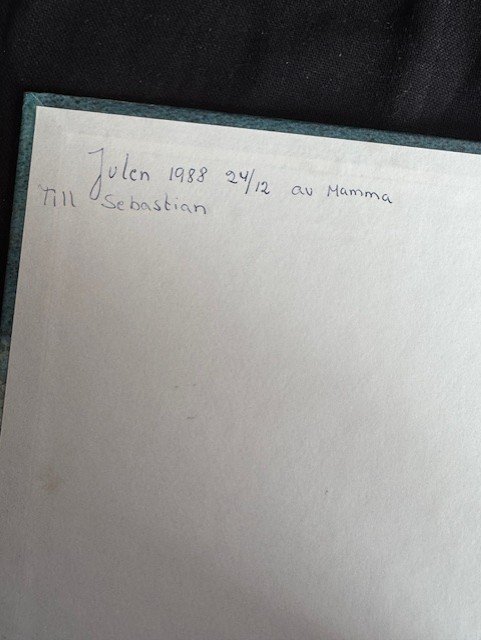 Julen 1988 24/12 av Mamma
Till Sebastian